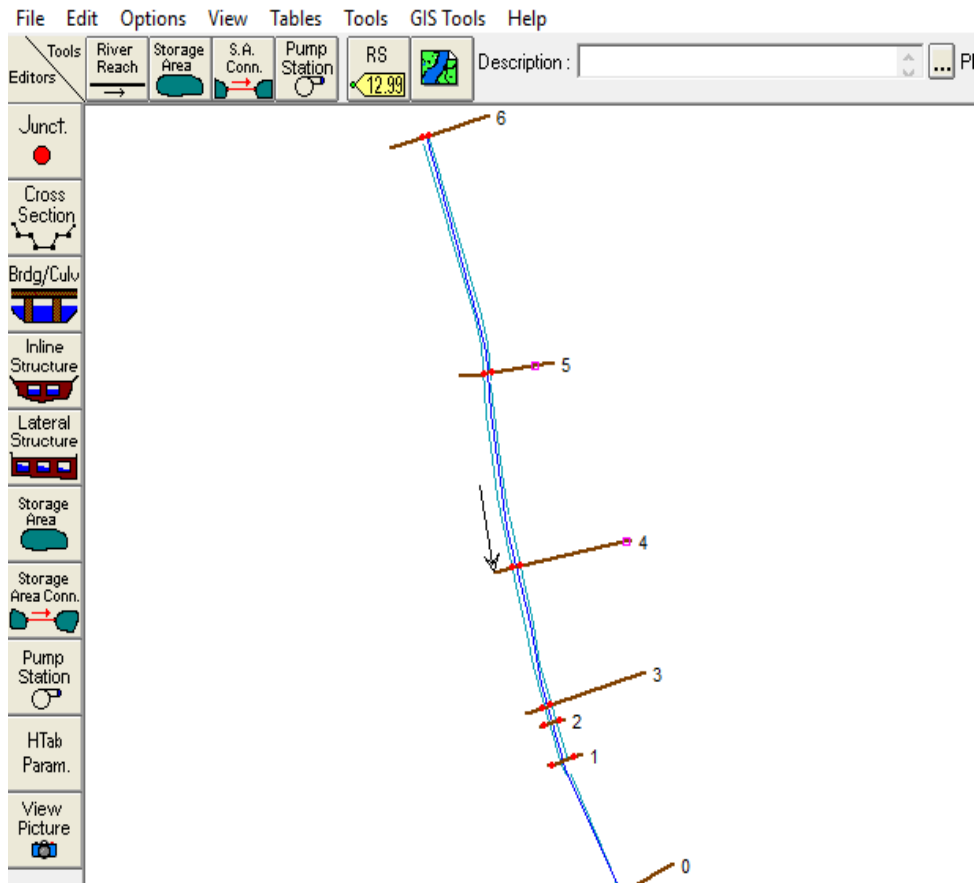 File Edit Options View Tables Tools GIS Tools Help
Tools
Editors
River
Reach
Storage
Area
S.A.
Conn.
Pump
Station
RS
12.99
Description :
...
Pl
Junct.
Cross
Section
Brdg/Culv
Inline
Structure
Lateral
Structure
Storage
Area
Storage
Area Conn.
Pump
Station
HTab
Param.
View
Picture
6
5
4
3
2
1
0